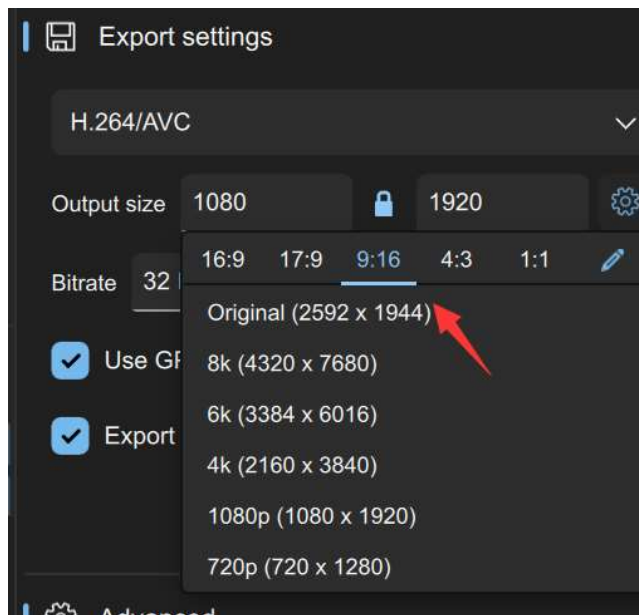 Export settings
H.264/AVC
Output size 1080 1920
16:9 17:9 9:16 4:3 1:1
Bitrate 32
Original (2592 x 1944)
Use
8k (4320 x 7680)
6k (3384 x 6016)
Export
4k (2160 x 3840)
1080p (1080 x 1920)
720p (720 x 1280)
Advanced